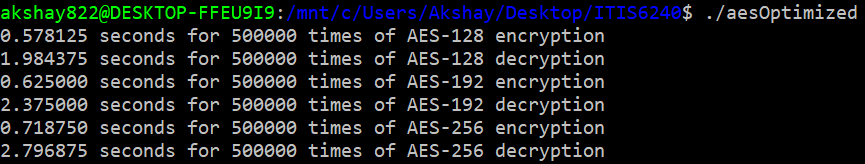 akshay822@DESKTOP-FFEU9I9:/mnt/c/Users/Akshay/Desktop/ITIS6240$ ./aesOptimized
0.578125 seconds for 500000 times of AES-128 encryption
1.984375 seconds for 500000 times of AES-128 decryption
0.625000 seconds for 500000 times of AES-192 encryption
2.375000 seconds for 500000 times of AES-192 decryption
0.718750 seconds for 500000 times of AES-256 encryption
2.796875 seconds for 500000 times of AES-256 decryption